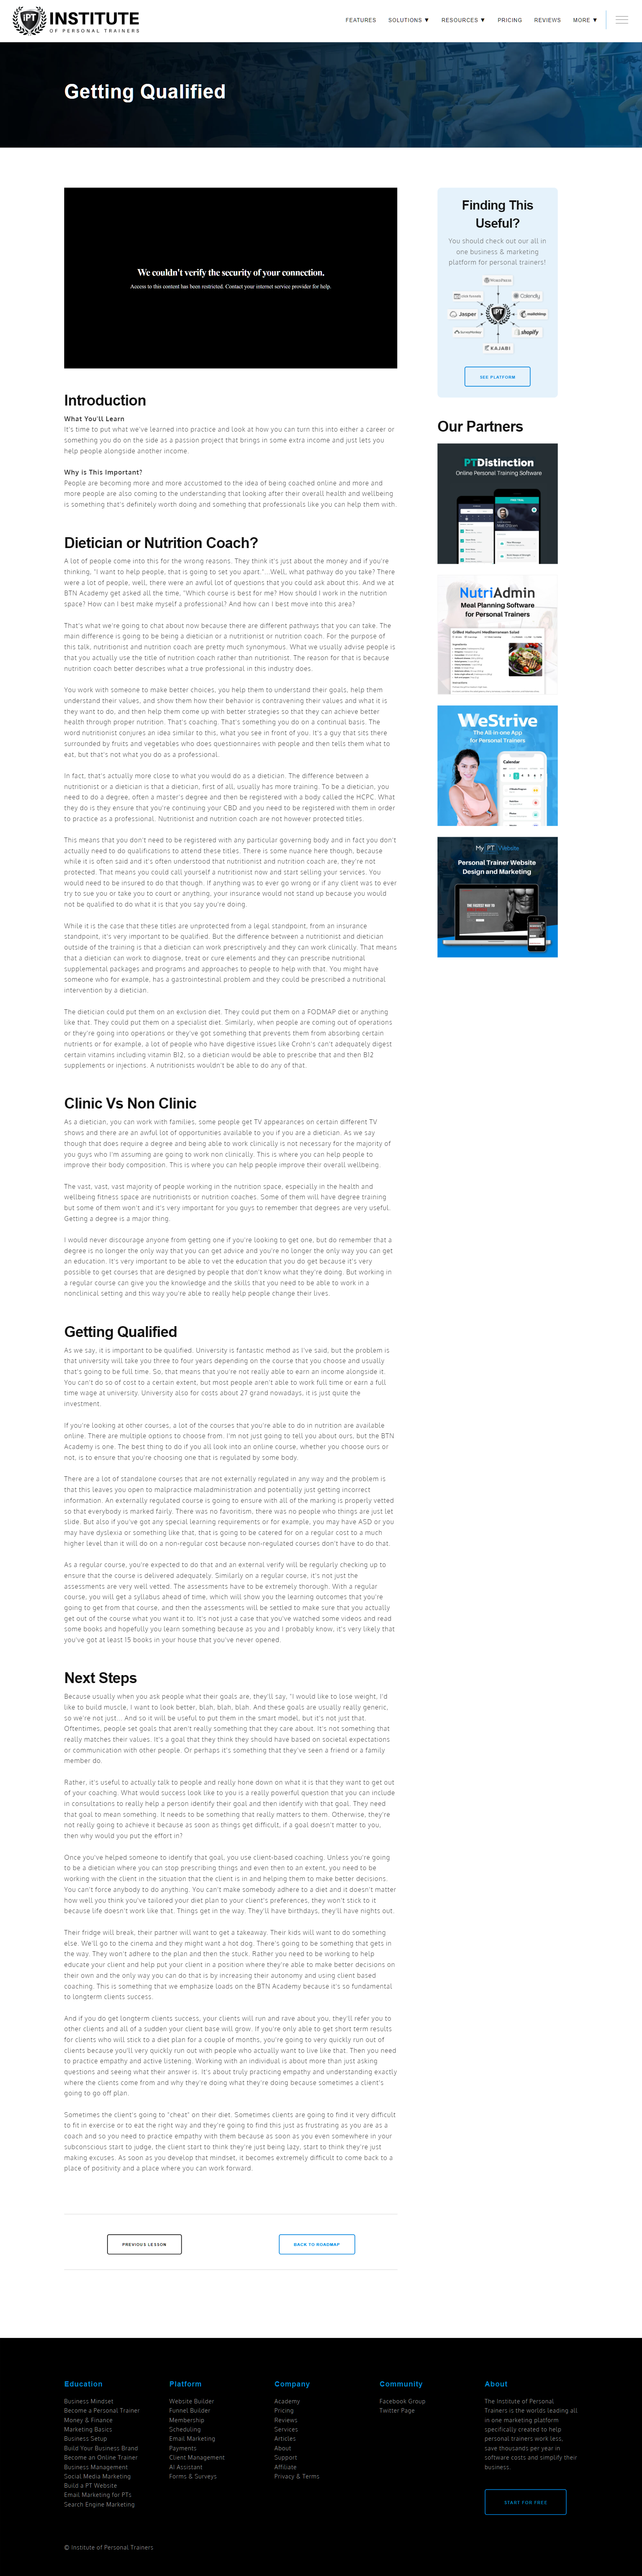 IPT INSTITUTE
OF PERSONAL TRAINERS
FEATURES SOLUTIONS ▼ RESOURCES ▼ PRICING REVIEWS MORE ▼
Getting Qualified
We couldn't verify the security of your connection.
Access to this content has been restricted. Contact your internet service provider for help.
Introduction
What You'll Learn
It's time to put what we've learned into practice and look at how you can turn this into either a career or
something you do on the side as a passion project that brings in some extra income and just lets you
help people alongside another income.
Why is This Important?
People are becoming more and more accustomed to the idea of being coached online and more and
more people are also coming to the understanding that looking after their overall health and wellbeing
is something that's definitely worth doing and something that professionals like you can help them with.
Dietician or Nutrition Coach?
A lot of people come into this for the wrong reasons. They think it's just about the money and if you're
thinking, "I want to help people, that is going to set you apart.".. Well, what pathway do you take? There
were a lot of people, well, there were an awful lot of questions that you could ask about this. And we at
BTN Academy get asked all the time, "Which course is best for me? How should I work in the nutrition
space? How can I best make myself a professional? And how can I best move into this area?
That's what we're going to chat about now because there are different pathways that you can take. The
main difference is going to be being a dietician or a nutritionist or a nutrition coach. For the purpose of
this talk, nutritionist and nutrition coach are pretty much synonymous. What we usually advise people is
that you actually use the title of nutrition coach rather than nutritionist. The reason for that is because
nutrition coach better describes what a true professional in this industry does.
You work with someone to make better choices, you help them to understand their goals, help them
understand their values, and show them how their behavior is contravening their values and what it is
they want to do, and then help them come up with better strategies so that they can achieve better
health through proper nutrition. That's coaching. That's something you do on a continual basis. The
word nutritionist conjures an idea similar to this, what you see in front of you. It's a guy that sits there
surrounded by fruits and vegetables who does questionnaires with people and then tells them what to
eat, but that's not what you do as a professional.
In fact, that's actually more close to what you would do as a dietician. The difference between a
nutritionist or a dietician is that a dietician, first of all, usually has more training. To be a dietician, you
need to do a degree, often a master's degree and then be registered with a body called the HCPC. What
they do is they ensure that you're continuing your CBD and you need to be registered with them in order
to practice as a professional. Nutritionist and nutrition coach are not however protected titles.
This means that you don't need to be registered with any particular governing body and in fact you don't
actually need to do qualifications to attend these titles. There is some nuance here though, because
while it is often said and it's often understood that nutritionist and nutrition coach are, they're not
protected. That means you could call yourself a nutritionist now and start selling your services. You
would need to be insured to do that though. If anything was to ever go wrong or if any client was to ever
try to sue you or take you to court or anything, your insurance would not stand up because you would
not be qualified to do what it is that you say you're doing.
While it is the case that these titles are unprotected from a legal standpoint, from an insurance
standpoint, it's very important to be qualified. But the difference between a nutritionist and dietician
outside of the training is that a dietician can work prescriptively and they can work clinically. That means
that a dietician can work to diagnose, treat or cure elements and they can prescribe nutritional
supplemental packages and programs and approaches to people to help with that. You might have
someone who for example, has a gastrointestinal problem and they could be prescribed a nutritional
intervention by a dietician.
The dietician could put them on an exclusion diet. They could put them on a FODMAP diet or anything
like that. They could put them on a specialist diet. Similarly, when people are coming out of operations
or they're going into operations or they've got something that prevents them from absorbing certain
nutrients or for example, a lot of people who have digestive issues like Crohn's can't adequately digest
certain vitamins including vitamin B12, so a dietician would be able to prescribe that and then B12
supplements or injections. A nutritionists wouldn't be able to do any of that.
Clinic Vs Non Clinic
As a dietician, you can work with families, some people get TV appearances on certain different TV
shows and there are an awful lot of opportunities available to you if you are a dietician. As we say
though that does require a degree and being able to work clinically is not necessary for the majority of
you guys who I'm assuming are going to work non clinically. This is where you can help people to
improve their body composition. This is where you can help people improve their overall wellbeing.
The vast, vast, vast majority of people working in the nutrition space, especially in the health and
wellbeing fitness space are nutritionists or nutrition coaches. Some of them will have degree training
but some of them won't and it's very important for you guys to remember that degrees are very useful.
Getting a degree is a major thing.
I would never discourage anyone from getting one if you're looking to get one, but do remember that a
degree is no longer the only way that you can get advice and you're no longer the only way you can get
an education. It's very important to be able to vet the education that you do get because it's very
possible to get courses that are designed by people that don't know what they're doing. But working in
a regular course can give you the knowledge and the skills that you need to be able to work in a
nonclinical setting and this way you're able to really help people change their lives.
Getting Qualified
As we say, it is important to be qualified. University is fantastic method as I've said, but the problem is
that university will take you three to four years depending on the course that you choose and usually
that's going to be full time. So, that means that you're not really able to earn an income alongside it.
You can't do so of cost to a certain extent, but most people aren't able to work full time or earn a full
time wage at university. University also for costs about 27 grand nowadays, it is just quite the
investment.
If you're looking at other courses, a lot of the courses that you're able to do in nutrition are available
online. There are multiple options to choose from. I'm not just going to tell you about ours, but the BTN
Academy is one. The best thing to do if you all look into an online course, whether you choose ours or
not, is to ensure that you're choosing one that is regulated by some body.
There are a lot of standalone courses that are not externally regulated in any way and the problem is
that this leaves you open to malpractice maladministration and potentially just getting incorrect
information. An externally regulated course is going to ensure with all of the marking is properly vetted
so that everybody is marked fairly. There was no favoritism, there was no people who things are just let
slide. But also if you've got any special learning requirements or for example, you may have ASD or you
may have dyslexia or something like that, that is going to be catered for on a regular cost to a much
higher level than it will do on a non-regular cost because non-regulated courses don't have to do that.
As a regular course, you're expected to do that and an external verify will be regularly checking up to
ensure that the course is delivered adequately. Similarly on a regular course, it's not just the
assessments are very well vetted. The assessments have to be extremely thorough. With a regular
course, you will get a syllabus ahead of time, which will show you the learning outcomes that you're
going to get from that course, and then the assessments will be settled to make sure that you actually
get out of the course what you want it to. It's not just a case that you've watched some videos and read
some books and hopefully you learn something because as you and I probably know, it's very likely that
you've got at least 15 books in your house that you've never opened.
Next Steps
Because usually when you ask people what their goals are, they'll say, "I would like to lose weight, I'd
like to build muscle, I want to look better, blah, blah, blah. And these goals are usually really generic,
so we're not just... And so it will be useful to put them in the smart model, but it's not just that.
Oftentimes, people set goals that aren't really something that they care about. It's not something that
really matches their values. It's a goal that they think they should have based on societal expectations
or communication with other people. Or perhaps it's something that they've seen a friend or a family
member do.
Rather, it's useful to actually talk to people and really hone down on what it is that they want to get out
of your coaching. What would success look like to you is a really powerful question that you can include
in consultations to really help a person identify their goal and then identify with that goal. They need
that goal to mean something. It needs to be something that really matters to them. Otherwise, they're
not really going to achieve it because as soon as things get difficult, if a goal doesn't matter to you,
then why would you put the effort in?
Once you've helped someone to identify that goal, you use client-based coaching. Unless you're going
to be a dietician where you can stop prescribing things and even then to an extent, you need to be
working with the client in the situation that the client is in and helping them to make better decisions.
You can't force anybody to do anything. You can't make somebody adhere to a diet and it doesn't matter
how well you think you've tailored your diet plan to your client's preferences, they won't stick to it
because life doesn't work like that. Things get in the way. They'll have birthdays, they'll have nights out.
Their fridge will break, their partner will want to get a takeaway. Their kids will want to do something
else. We'll go to the cinema and they might want a hot dog. There's going to be something that gets in
the way. They won't adhere to the plan and then the stuck. Rather you need to be working to help
educate your client and help put your client in a position where they're able to make better decisions on
their own and the only way you can do that is by increasing their autonomy and using client based
coaching. This is something that we emphasize loads on the BTN Academy because it's so fundamental
to longterm clients success.
And if you do get longterm clients success, your clients will run and rave about you, they'll refer you to
other clients and all of a sudden your client base will grow. If you're only able to get short term results
for clients who will stick to a diet plan for a couple of months, you're going to very quickly run out of
clients because you'll very quickly run out with people who actually want to live like that. Then you need
to practice empathy and active listening. Working with an individual is about more than just asking
questions and seeing what their answer is. It's about truly practicing empathy and understanding exactly
where the clients come from and why they're doing what they're doing because sometimes a client's
going to go off plan.
Sometimes the client's going to "cheat" on their diet. Sometimes clients are going to find it very difficult
to fit in exercise or to eat the right way and they're going to find this just as frustrating as you are as a
coach and so you need to practice empathy with them because as soon as you even somewhere in your
subconscious start to judge, the client start to think they're just being lazy, start to think they're just
making excuses. As soon as you develop that mindset, it becomes extremely difficult to come back to a
place of positivity and a place where you can work forward.
PREVIOUS LESSON
BACK TO ROADMAP
Finding This
Useful?
You should check out our all in
one business & marketing
platform for personal trainers!
Calendly
Jasper
IPT
mailchimp
shopify
KAJABI
SEE PLATFORM
Our Partners
PTDistinction
Online Personal Training Software
NutriAdmin
Meal Planning Software
for Personal Trainers
Grilled Halloumi Mediterranean Salad
WeStrive
The All in one App
for Personal Trainers
Calendar
My PT Website
Personal Trainer Website
Design and Marketing
Education
Business Mindset
Become a Personal Trainer
Money & Finance
Marketing Basics
Business Setup
Build Your Business Brand
Become an Online Trainer
Business Management
Social Media Marketing
Build a PT Website
Email Marketing for PTs
Search Engine Marketing
Platform
Website Builder
Funnel Builder
Membership
Scheduling
Email Marketing
Payments
Client Management
AI Assistant
Forms & Surveys
Company
Academy
Pricing
Reviews
Services
Articles
About
Support
Affiliate
Privacy & Terms
Community
Facebook Group
Twitter Page
About
The Institute of Personal
Trainers is the worlds leading all
in one marketing platform
specifically created to help
personal trainers work less,
save thousands per year in
software costs and simplify their
business.
START FOR FREE
© Institute of Personal Trainers